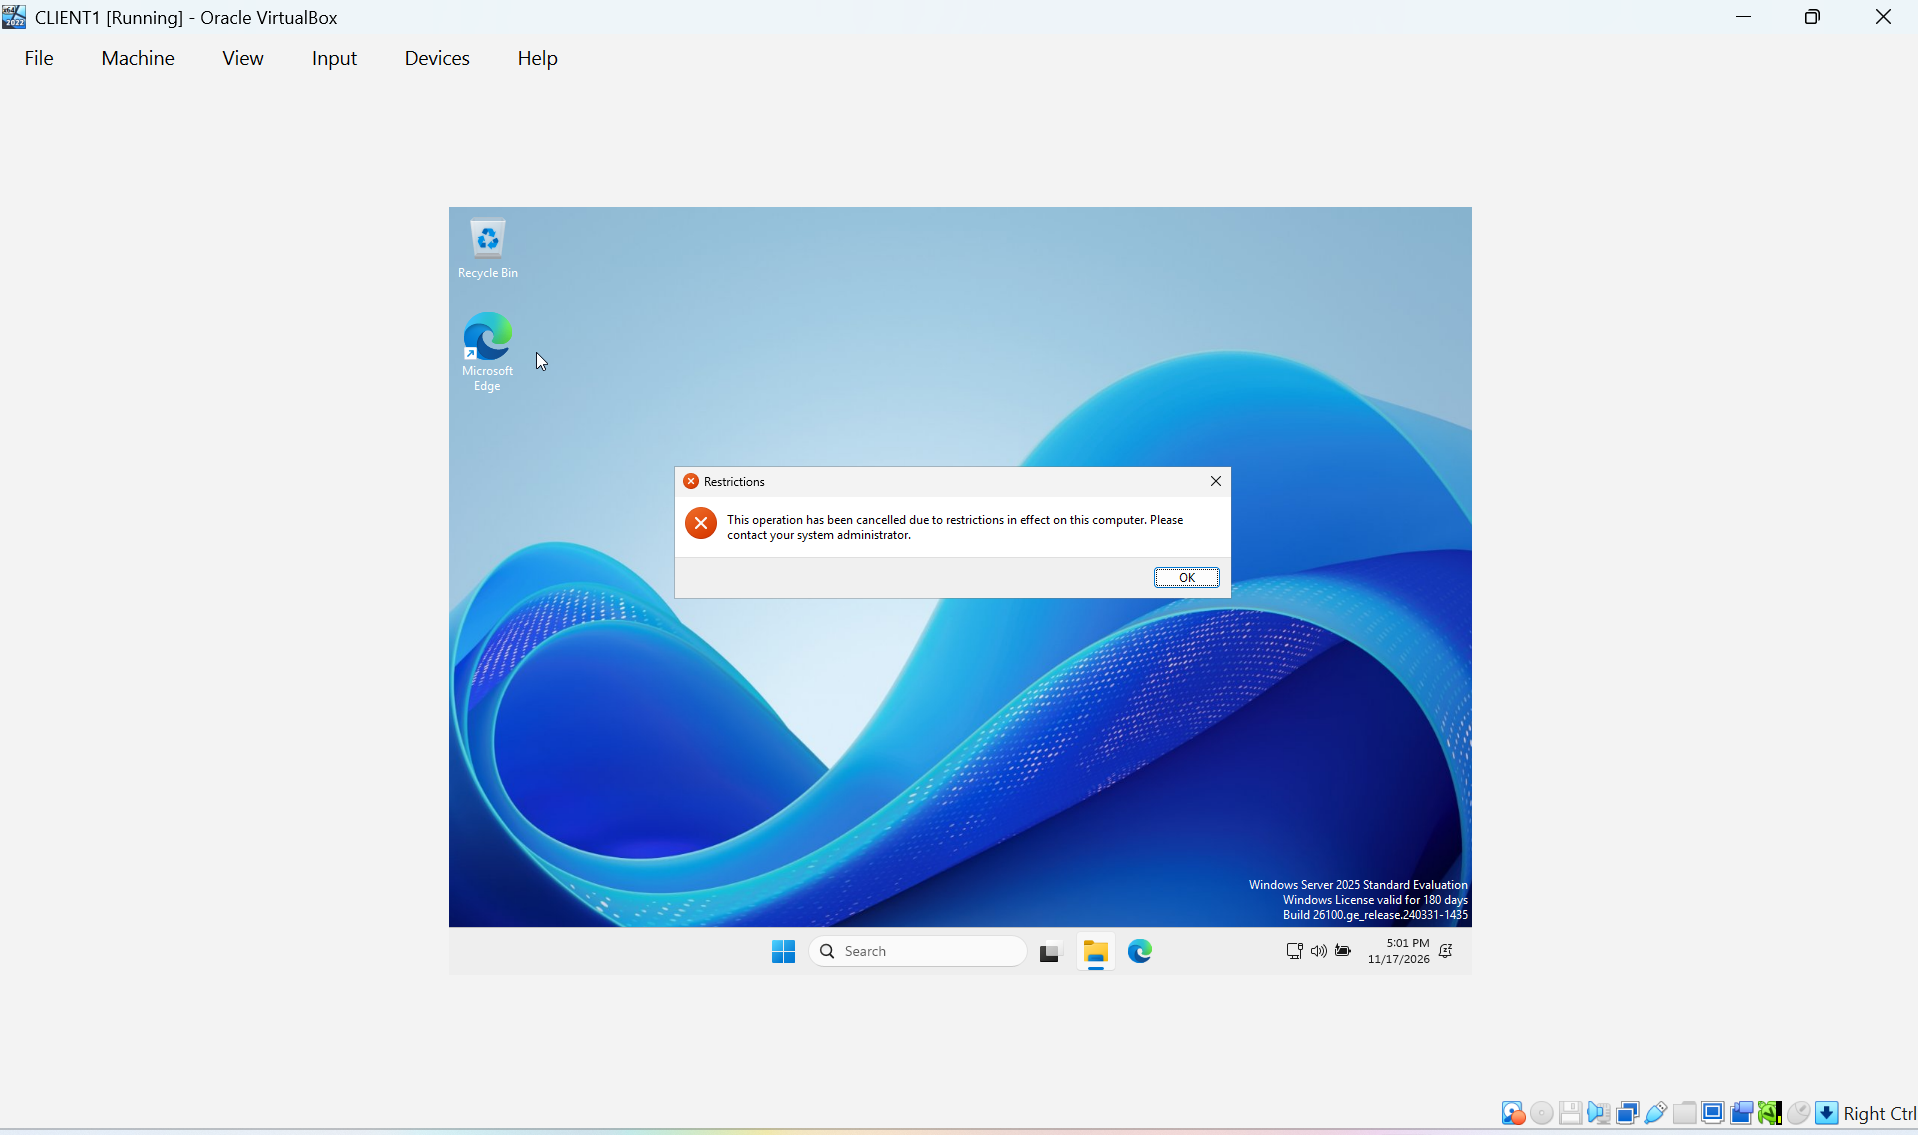 CLIENT1 [Running] - Oracle VirtualBox
File Machine View Input Devices Help
Recycle Bin
Microsoft
Edge
Restrictions
This operation has been cancelled due to restrictions in effect on this computer. Please
contact your system administrator.
OK
Windows Server 2025 Standard Evaluation
Windows License valid for 180 days
Build 26100.ge_release.240331-1435
Search
5:01 PM
11/17/2026
Right Ctrl